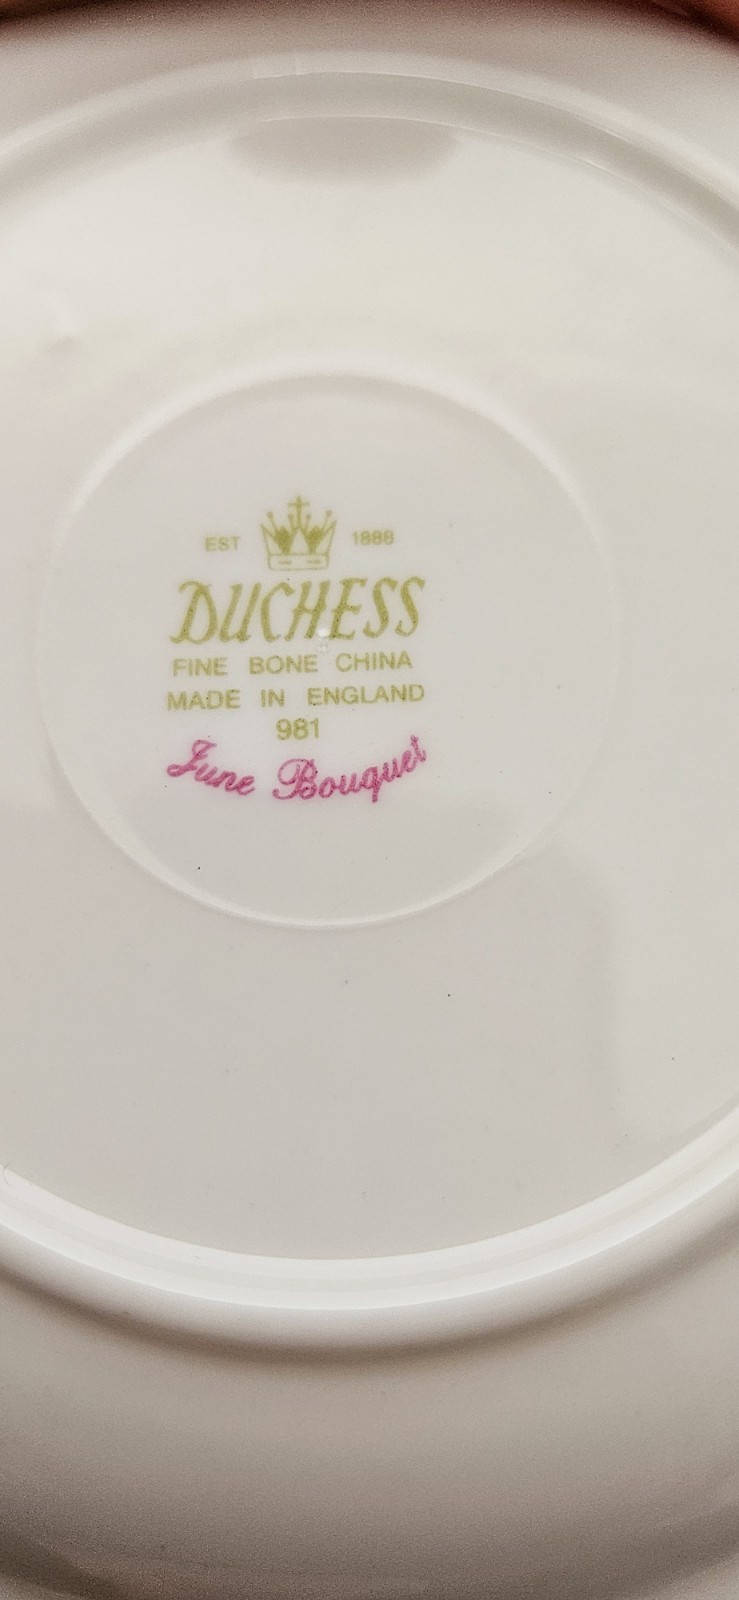 EST 1888
DUCHESS
FINE BONE CHINA
MADE IN ENGLAND
981
June Bouquet